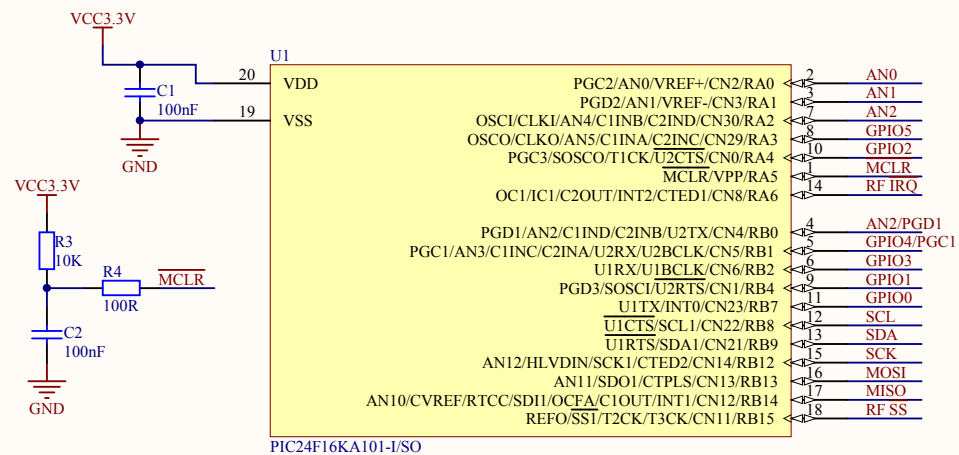 VCC3.3V
U1
20 VDD
C1
100nF
19 VSS
GND
PGC2/AN0/VREF+/CN2/RA0 2 AN0
PGD2/AN1/VREF-/CN3/RA1 3 AN1
OSCI/CLKI/AN4/C1INB/C2IND/CN30/RA2 7 AN2
OSCO/CLKO/AN5/C1INA/C2INC/CN29/RA3 8 GPIO5
PGC3/SOSCO/T1CK/U2CTS/CN0/RA4 10 GPIO2
MCLR/VPP/RA5 1 MCLR
OC1/IC1/C2OUT/INT2/CTED1/CN8/RA6 14 RF IRQ
PGD1/AN2/C1IND/C2INB/U2TX/CN4/RB0 4 AN2/PGD1
PGC1/AN3/C1INC/C2INA/U2RX/U2BCLK/CN5/RB1 5 GPIO4/PGC1
U1RX/U1BCLK/CN6/RB2 6 GPIO3
PGD3/SOSCI/U2RTS/CN1/RB4 9 GPIO1
U1TX/INT0/CN23/RB7 11 GPIO0
U1CTS/SCL1/CN22/RB8 12 SCL
U1RTS/SDA1/CN21/RB9 13 SDA
AN12/HLVDIN/SCK1/CTED2/CN14/RB12 15 SCK
AN11/SDO1/CTPLS/CN13/RB13 16 MOSI
AN10/CVREF/RTCC/SDI1/OCFA/C1OUT/INT1/CN12/RB14 17 MISO
REFO/SS1/T2CK/T3CK/CN11/RB15 18 RF SS
PIC24F16KA101-I/SO
VCC3.3V
R3
10K
R4
100R
MCLR
C2
100nF
GND